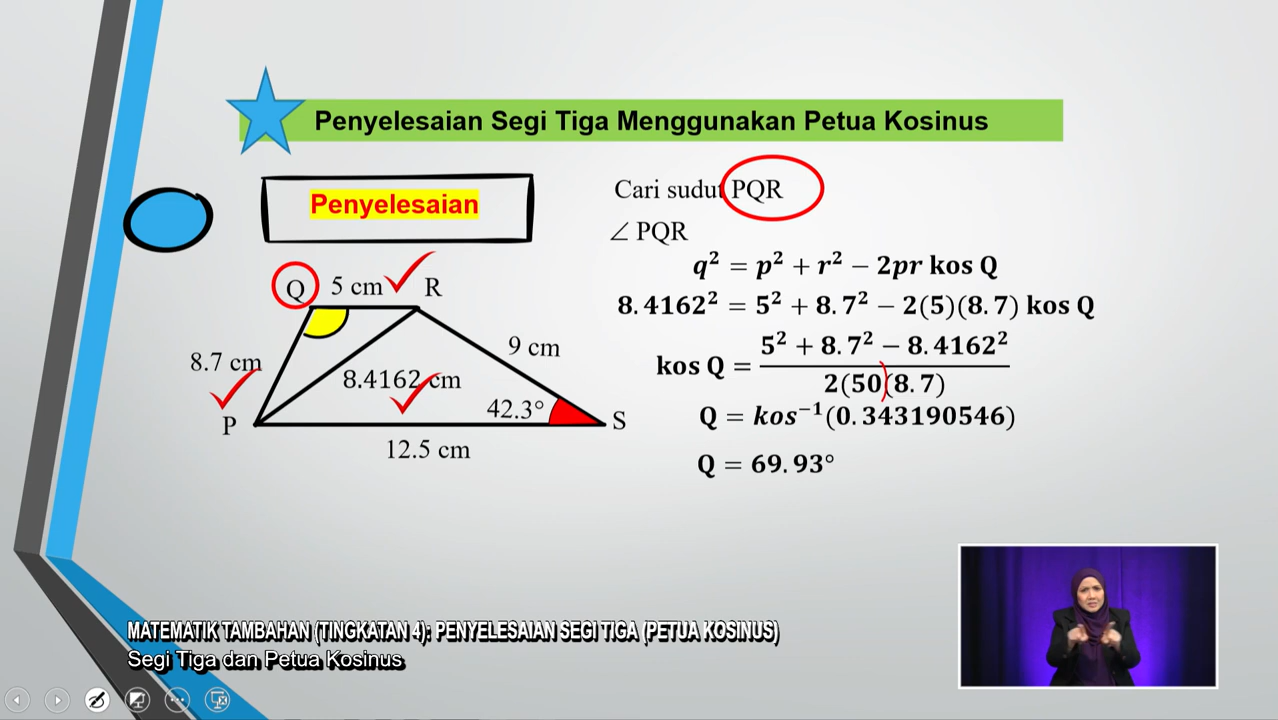 Penyelesaian Segi Tiga Menggunakan Petua Kosinus
Penyelesaian
Q
5 cm
R
8.7 cm
9 cm
8.4162 cm
42.3°
P
S
12.5 cm
Cari sudut PQR
∠ PQR
q² = p² + r² − 2pr kos Q
8.4162² = 5² + 8.7² − 2(5)(8.7) kos Q
kos Q = (5² + 8.7² − 8.4162²) / 2(50)(8.7)
Q = kos⁻¹(0.343190546)
Q = 69.93°
MATEMATIK TAMBAHAN (TINGKATAN 4): PENYELESAIAN SEGI TIGA (PETUA KOSINUS)
Segi Tiga dan Petua Kosinus